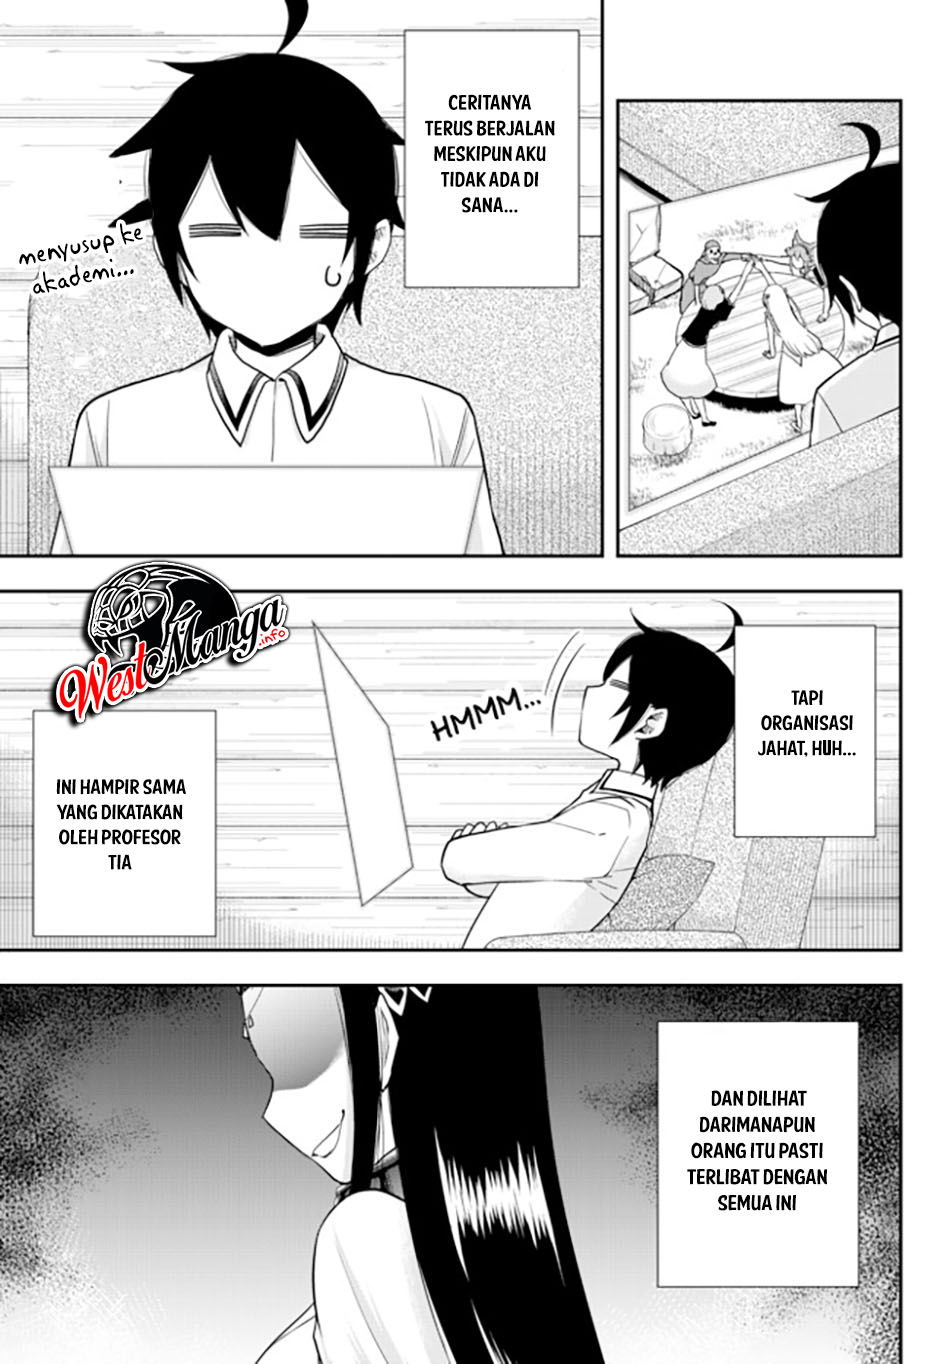 CERITANYA
TERUS BERJALAN
MESKIPUN AKU
TIDAK ADA DI
SANA...
menyusup ke
akademi...
TAPI
ORGANISASI
JAHAT, HUH...
HMMM...
WestManga
.info
INI HAMPIR SAMA
YANG DIKATAKAN
OLEH PROFESOR
TIA
DAN DILIHAT
DARIMANAPUN
ORANG ITU PASTI
TERLIBAT DENGAN
SEMUA INI